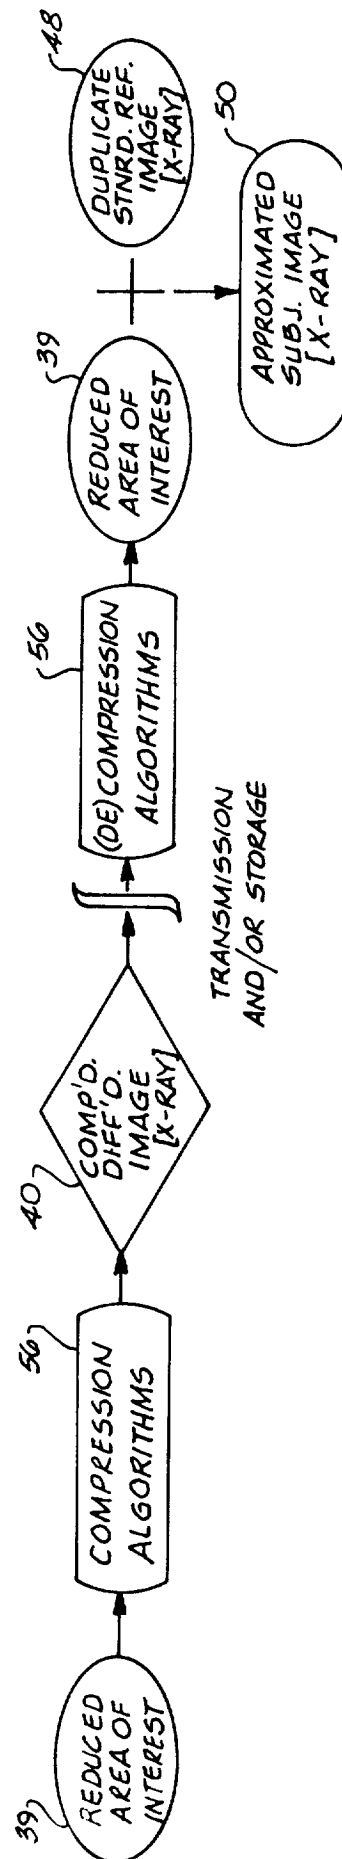 39
REDUCED
AREA OF
INTEREST
56
COMPRESSION
ALGORITHMS
40
COMP'D.
DIFF'D.
IMAGE
[X-RAY]
TRANSMISSION
AND/OR STORAGE
56
(DE)COMPRESSION
ALGORITHMS
39
REDUCED
AREA OF
INTEREST
48
DUPLICATE
STNRD. REF.
IMAGE
[X-RAY]
50
APPROXIMATED
SUBJ. IMAGE
[X-RAY]